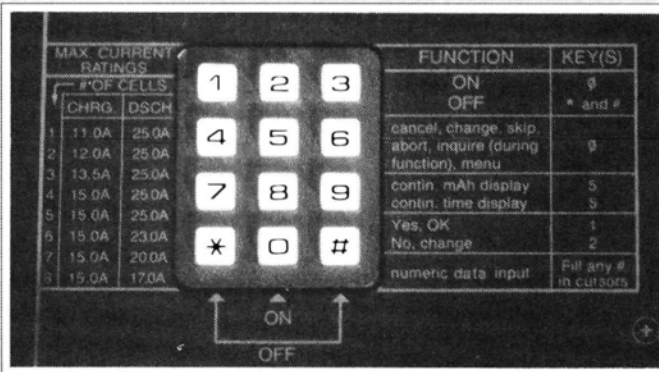 MAX. CURRENT
RATINGS
# OF CELLS
CHRG. DSCH
1 11.0A 25.0A
2 12.0A 25.0A
3 13.5A 25.0A
4 15.0A 25.0A
5 15.0A 25.0A
6 15.0A 23.0A
7 15.0A 20.0A
8 15.0A 17.0A
1 2 3
4 5 6
7 8 9
* 0 #
ON
OFF
FUNCTION KEY(S)
ON Ø
OFF * and #
cancel, change, skip,
abort, inquire (during
function), menu Ø
contin. mAh display 5
contin. time display 5
Yes, OK 1
No, change 2
numeric data input Fill any #
in cursors